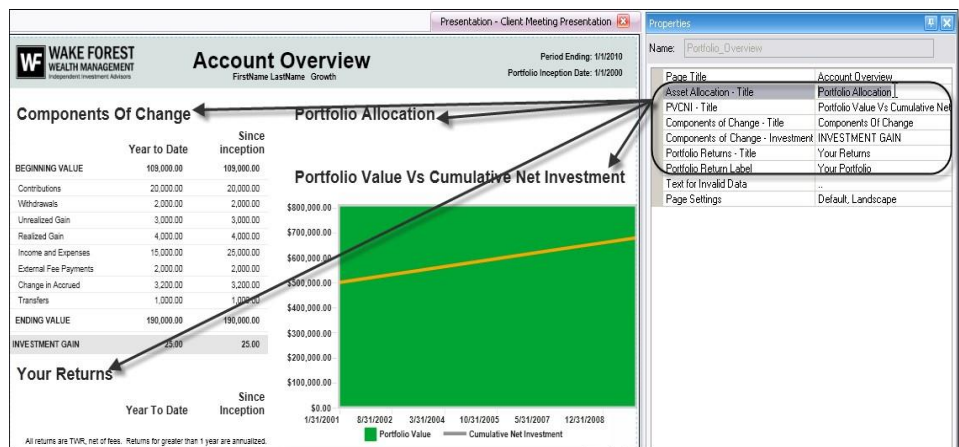 Presentation - Client Meeting Presentation
WF WAKE FOREST
WEALTH MANAGEMENT
Independent Investment Advisors
Account Overview
FirstName LastName Growth
Period Ending: 1/1/2010
Portfolio Inception Date: 1/1/2000
Components Of Change
Year to Date Since inception
BEGINNING VALUE 109,000.00 109,000.00
Contributions 20,000.00 20,000.00
Withdrawals 2,000.00 2,000.00
Unrealized Gain 3,000.00 3,000.00
Realized Gain 4,000.00 4,000.00
Income and Expenses 15,000.00 25,000.00
External Fee Payments 2,000.00 2,000.00
Change in Accrued 3,200.00 3,200.00
Transfers 1,000.00 1,000.00
ENDING VALUE 190,000.00 190,000.00
INVESTMENT GAIN 25.00 25.00
Your Returns
Year To Date Since Inception
All returns are TWR, net of fees. Returns for greater than 1 year are annualized.
Portfolio Allocation
Portfolio Value Vs Cumulative Net Investment
$800,000.00
$700,000.00
$600,000.00
$500,000.00
$400,000.00
$300,000.00
$200,000.00
$100,000.00
$0.00
1/31/2001 8/31/2002 3/31/2004 10/31/2005 5/31/2007 12/31/2008
Portfolio Value Cumulative Net Investment
Properties
Name: Portfolio_Overview
Page Title Account Overview
Asset Allocation - Title Portfolio Allocation
PVCNI - Title Portfolio Value Vs Cumulative Net
Components of Change - Title Components Of Change
Components of Change - Investment INVESTMENT GAIN
Portfolio Returns - Title Your Returns
Portfolio Return Label Your Portfolio
Text for Invalid Data ..
Page Settings Default, Landscape